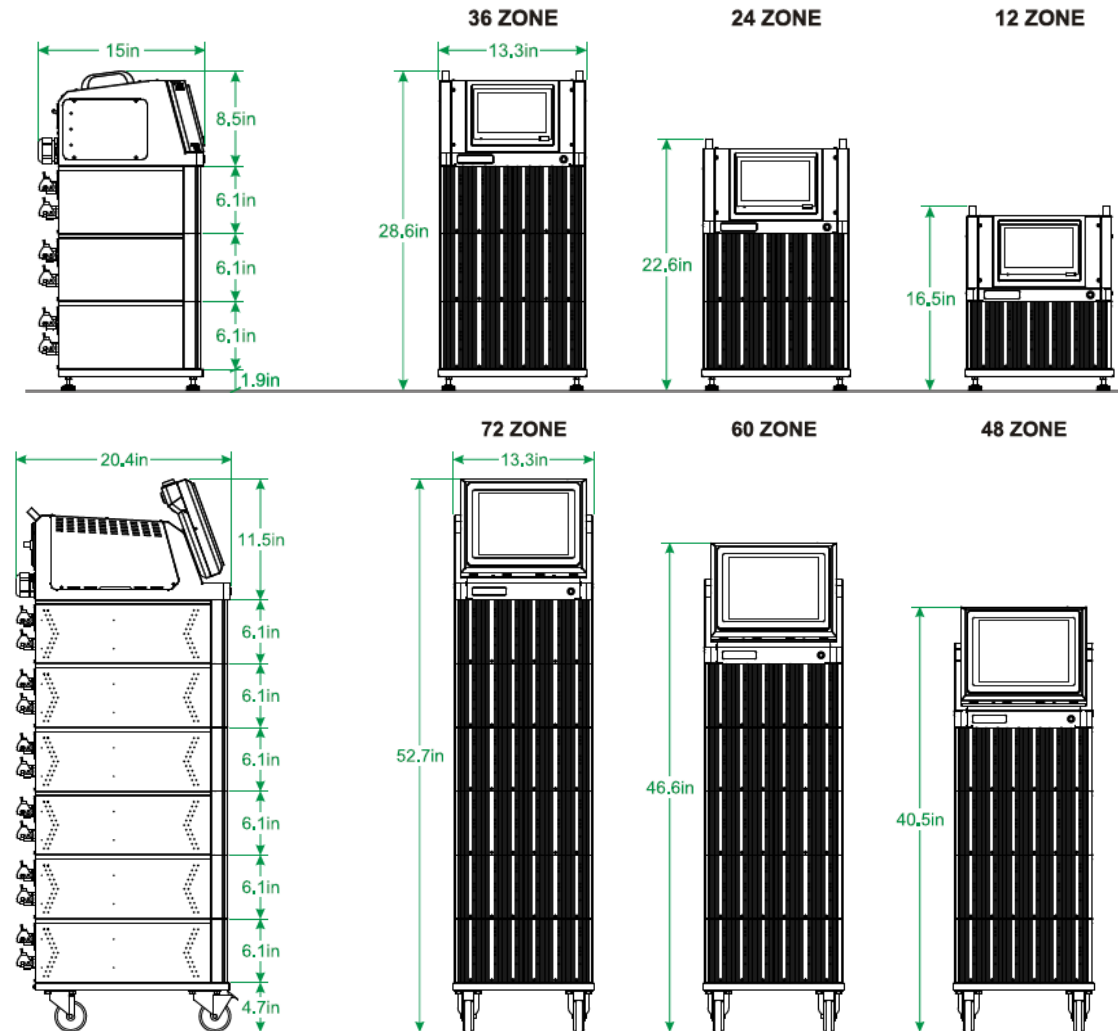 36 ZONE
24 ZONE
12 ZONE
15in
13.3in
8.5in
6.1in
28.6in
22.6in
6.1in
16.5in
6.1in
1.9in
72 ZONE
60 ZONE
48 ZONE
20.4in
13.3in
11.5in
6.1in
6.1in
6.1in
52.7in
46.6in
6.1in
40.5in
6.1in
6.1in
4.7in